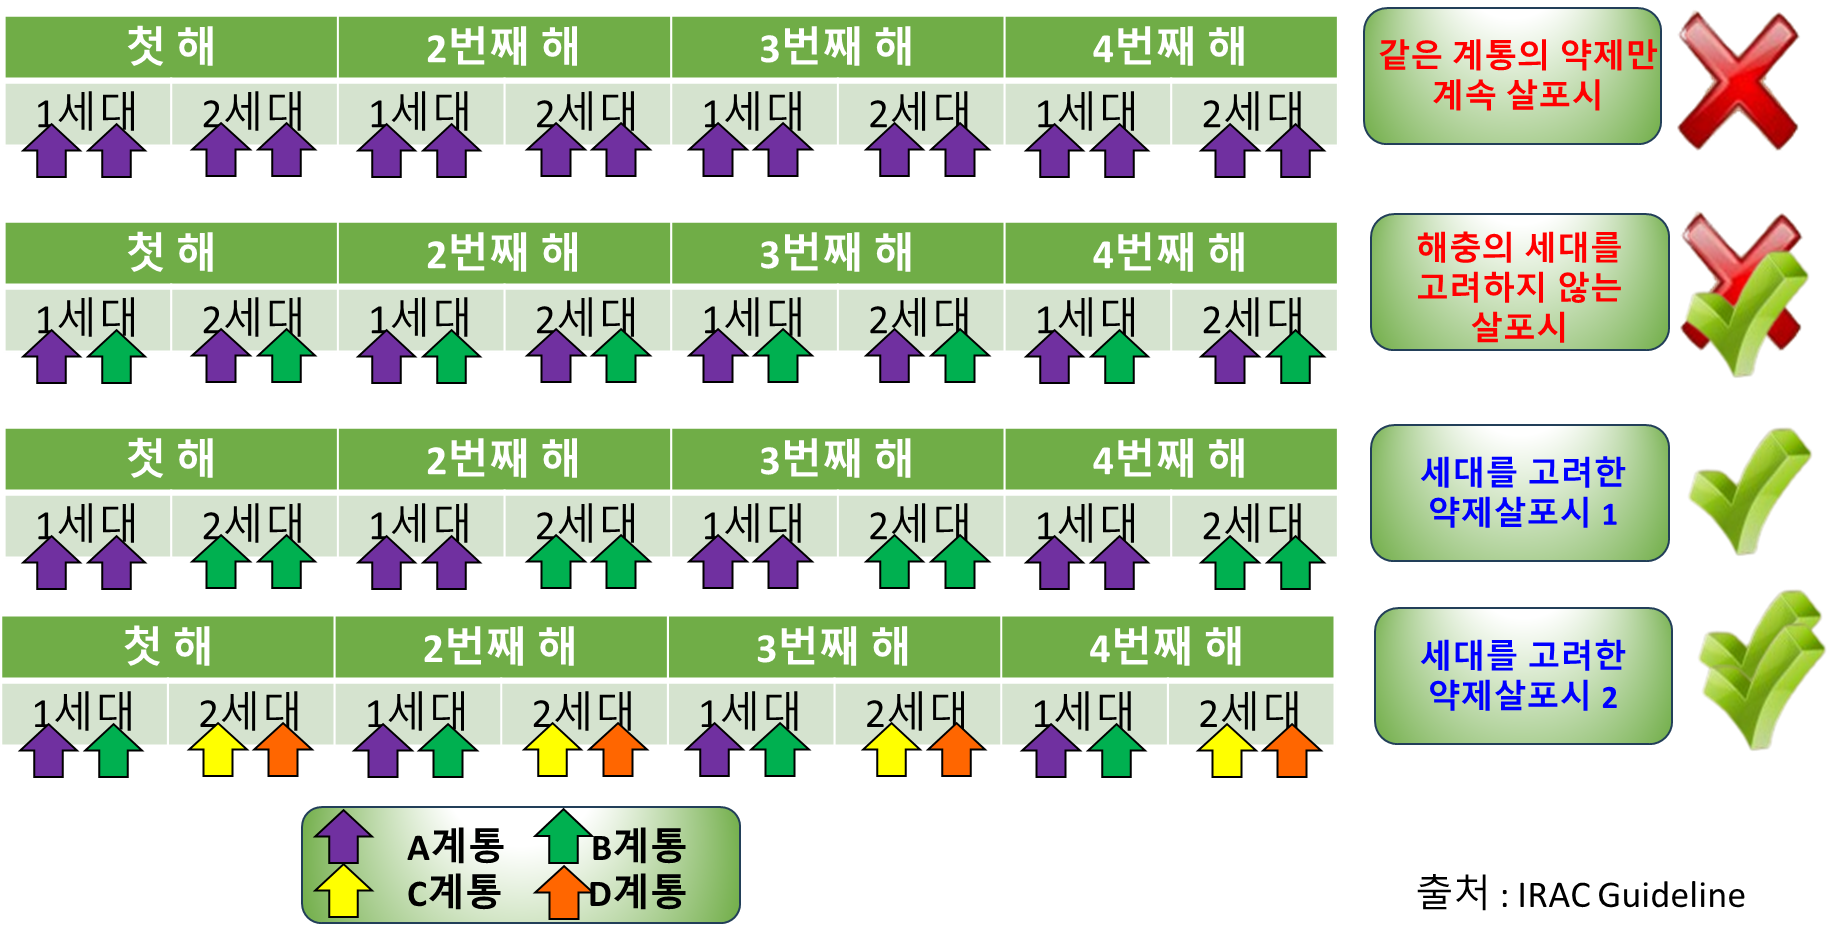 첫 해 2번째 해 3번째 해 4번째 해
1세대 2세대 1세대 2세대 1세대 2세대 1세대 2세대
같은 계통의 약제만
계속 살포시
첫 해 2번째 해 3번째 해 4번째 해
1세대 2세대 1세대 2세대 1세대 2세대 1세대 2세대
해충의 세대를
고려하지 않는
살포시
첫 해 2번째 해 3번째 해 4번째 해
1세대 2세대 1세대 2세대 1세대 2세대 1세대 2세대
세대를 고려한
약제살포시 1
첫 해 2번째 해 3번째 해 4번째 해
1세대 2세대 1세대 2세대 1세대 2세대 1세대 2세대
세대를 고려한
약제살포시 2
A계통 B계통
C계통 D계통
출처 : IRAC Guideline